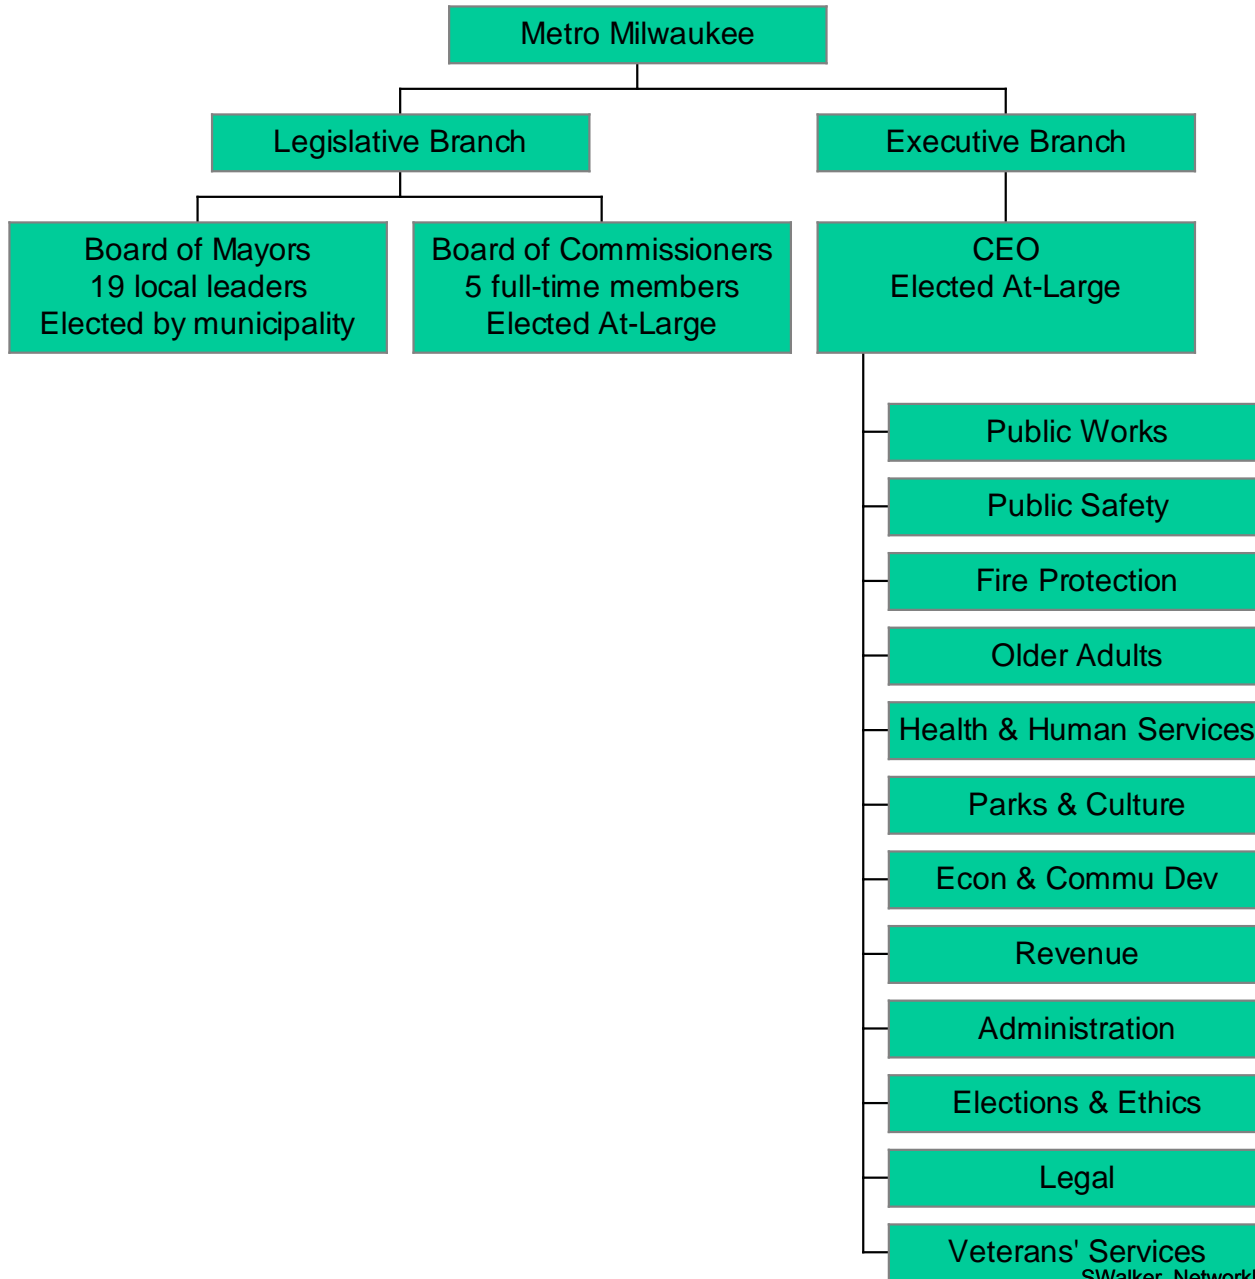 Metro Milwaukee
Legislative Branch
Executive Branch
Board of Mayors
19 local leaders
Elected by municipality
Board of Commissioners
5 full-time members
Elected At-Large
CEO
Elected At-Large
Public Works
Public Safety
Fire Protection
Older Adults
Health & Human Services
Parks & Culture
Econ & Commu Dev
Revenue
Administration
Elections & Ethics
Legal
Veterans' Services
SWalker